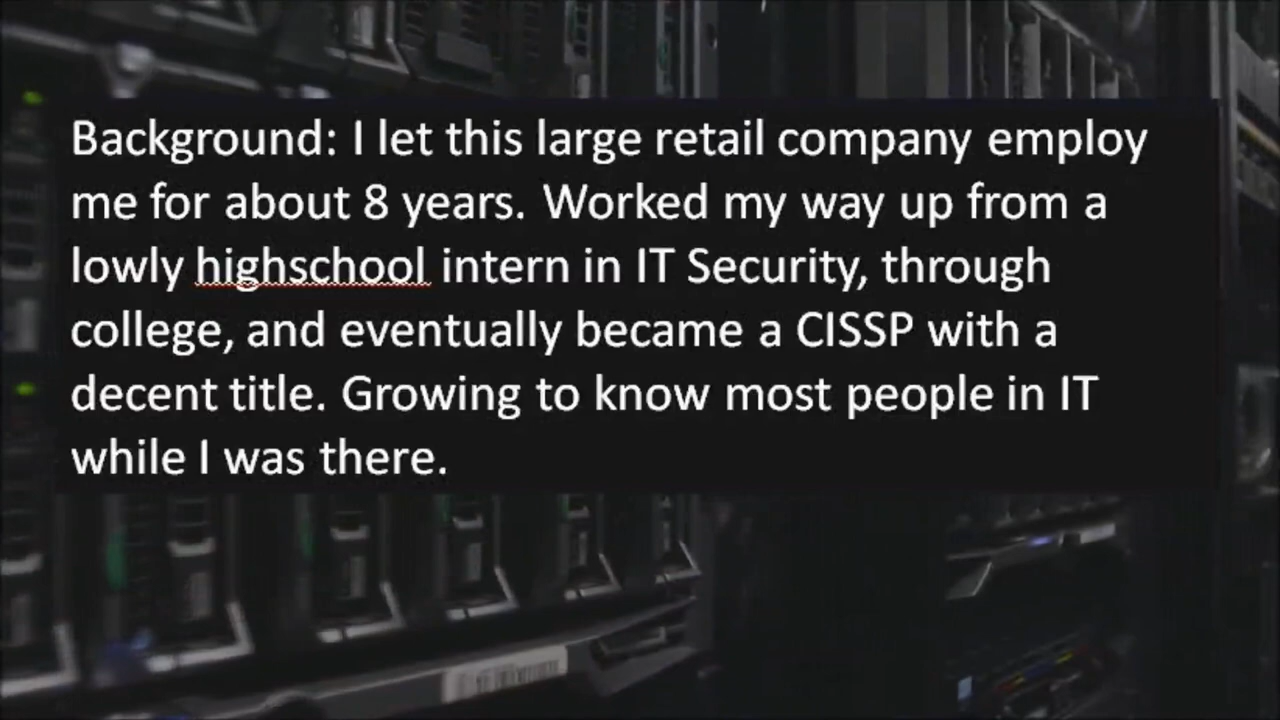 Background: I let this large retail company employ
me for about 8 years. Worked my way up from a
lowly highschool intern in IT Security, through
college, and eventually became a CISSP with a
decent title. Growing to know most people in IT
while I was there.